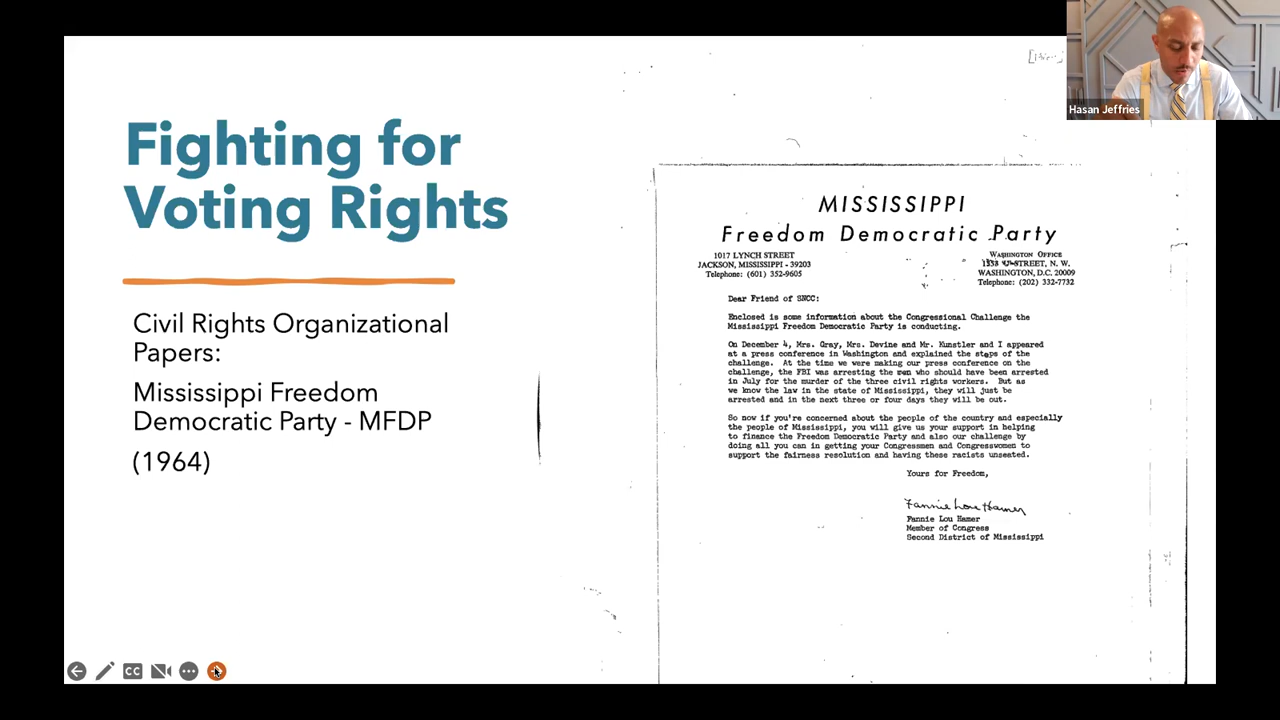 Hasan Jeffries
Fighting for
Voting Rights
Civil Rights Organizational
Papers:
Mississippi Freedom
Democratic Party - MFDP
(1964)
MISSISSIPPI
Freedom Democratic Party
1017 LYNCH STREET
JACKSON, MISSISSIPPI - 39203
Telephone: (601) 352-9605
WASHINGTON OFFICE
STREET, N. W.
WASHINGTON, D.C. 20009
Telephone: (202) 332-7732
Dear Friend of SNCC:
Enclosed is some information about the Congressional Challenge the
Mississippi Freedom Democratic Party is conducting.
On December 4, Mrs. Gray, Mrs. Devine and Mr. Kunstler and I appeared
at a press conference in Washington and explained the steps of the
challenge. At the time we were making our press conference on the
challenge, the FBI was arresting the men who should have been arrested
in July for the murder of the three civil rights workers. But as
we know the law in the state of Mississippi, they will just be
arrested and in the next three or four days they will be out.
So now if you're concerned about the people of the country and especially
the people of Mississippi, you will give us your support in helping
to finance the Freedom Democratic Party and also our challenge by
doing all you can in getting your Congressmen and Congresswomen to
support the fairness resolution and having these racists unseated.
Yours for Freedom,
Fannie Lou Hamer
Fannie Lou Hamer
Member of Congress
Second District of Mississippi
CC